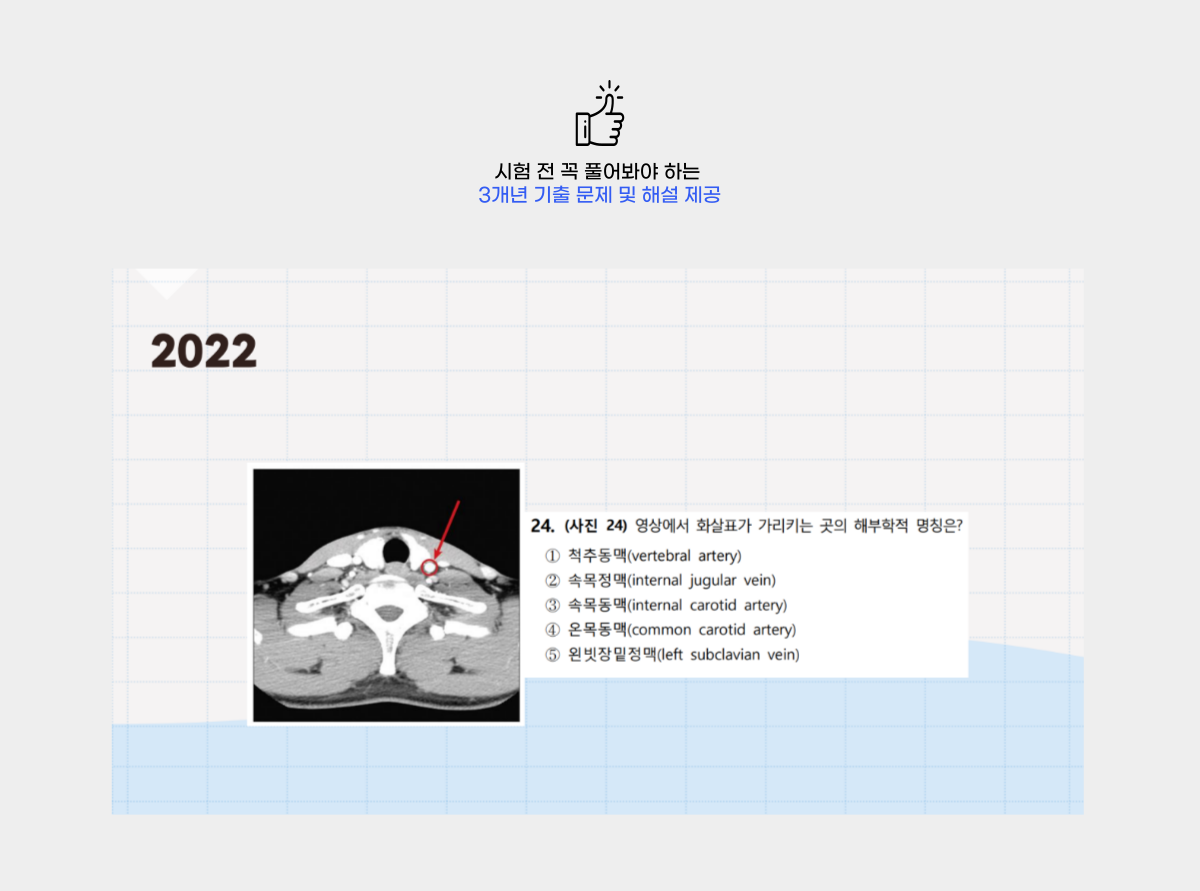 시험 전 꼭 풀어봐야 하는
3개년 기출 문제 및 해설 제공
2022
24. (사진 24) 영상에서 화살표가 가리키는 곳의 해부학적 명칭은?
① 척추동맥(vertebral artery)
② 속목정맥(internal jugular vein)
③ 속목동맥(internal carotid artery)
④ 온목동맥(common carotid artery)
⑤ 왼빗장밑정맥(left subclavian vein)